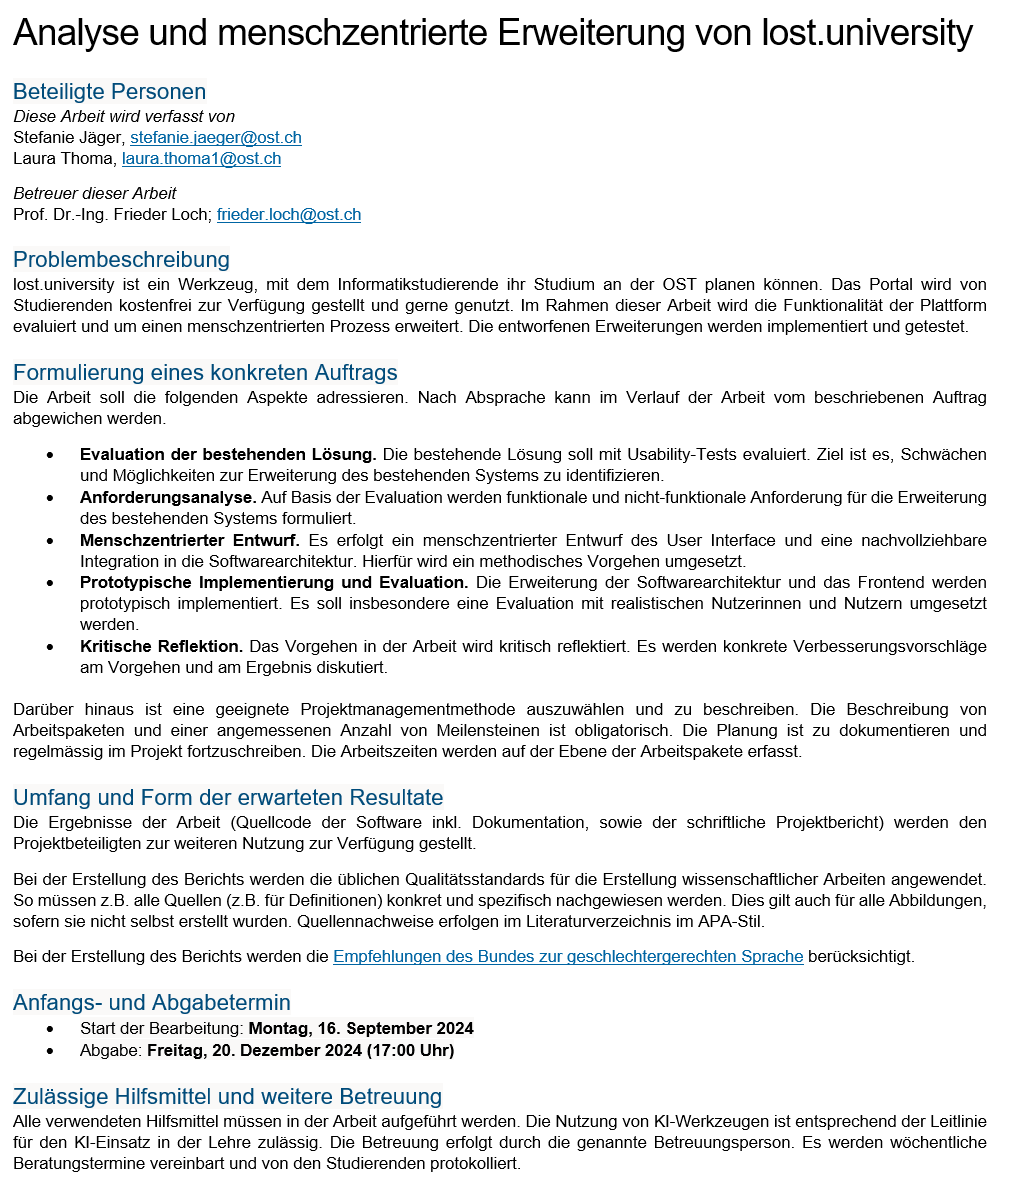 Analyse und menschzentrierte Erweiterung von lost.university
Beteiligte Personen
Diese Arbeit wird verfasst von
Stefanie Jäger, stefanie.jaeger@ost.ch
Laura Thoma, laura.thoma1@ost.ch
Betreuer dieser Arbeit
Prof. Dr.-Ing. Frieder Loch; frieder.loch@ost.ch
Problembeschreibung
lost.university ist ein Werkzeug, mit dem Informatikstudierende ihr Studium an der OST planen können. Das Portal wird von
Studierenden kostenfrei zur Verfügung gestellt und gerne genutzt. Im Rahmen dieser Arbeit wird die Funktionalität der Plattform
evaluiert und um einen menschzentrierten Prozess erweitert. Die entworfenen Erweiterungen werden implementiert und getestet.
Formulierung eines konkreten Auftrags
Die Arbeit soll die folgenden Aspekte adressieren. Nach Absprache kann im Verlauf der Arbeit vom beschriebenen Auftrag
abgewichen werden.
• Evaluation der bestehenden Lösung. Die bestehende Lösung soll mit Usability-Tests evaluiert. Ziel ist es, Schwächen
und Möglichkeiten zur Erweiterung des bestehenden Systems zu identifizieren.
• Anforderungsanalyse. Auf Basis der Evaluation werden funktionale und nicht-funktionale Anforderung für die Erweiterung
des bestehenden Systems formuliert.
• Menschzentrierter Entwurf. Es erfolgt ein menschzentrierter Entwurf des User Interface und eine nachvollziehbare
Integration in die Softwarearchitektur. Hierfür wird ein methodisches Vorgehen umgesetzt.
• Prototypische Implementierung und Evaluation. Die Erweiterung der Softwarearchitektur und das Frontend werden
prototypisch implementiert. Es soll insbesondere eine Evaluation mit realistischen Nutzerinnen und Nutzern umgesetzt
werden.
• Kritische Reflektion. Das Vorgehen in der Arbeit wird kritisch reflektiert. Es werden konkrete Verbesserungsvorschläge
am Vorgehen und am Ergebnis diskutiert.
Darüber hinaus ist eine geeignete Projektmanagementmethode auszuwählen und zu beschreiben. Die Beschreibung von
Arbeitspaketen und einer angemessenen Anzahl von Meilensteinen ist obligatorisch. Die Planung ist zu dokumentieren und
regelmässig im Projekt fortzuschreiben. Die Arbeitszeiten werden auf der Ebene der Arbeitspakete erfasst.
Umfang und Form der erwarteten Resultate
Die Ergebnisse der Arbeit (Quellcode der Software inkl. Dokumentation, sowie der schriftliche Projektbericht) werden den
Projektbeteiligten zur weiteren Nutzung zur Verfügung gestellt.
Bei der Erstellung des Berichts werden die üblichen Qualitätsstandards für die Erstellung wissenschaftlicher Arbeiten angewendet.
So müssen z.B. alle Quellen (z.B. für Definitionen) konkret und spezifisch nachgewiesen werden. Dies gilt auch für alle Abbildungen,
sofern sie nicht selbst erstellt wurden. Quellennachweise erfolgen im Literaturverzeichnis im APA-Stil.
Bei der Erstellung des Berichts werden die Empfehlungen des Bundes zur geschlechtergerechten Sprache berücksichtigt.
Anfangs- und Abgabetermin
• Start der Bearbeitung: Montag, 16. September 2024
• Abgabe: Freitag, 20. Dezember 2024 (17:00 Uhr)
Zulässige Hilfsmittel und weitere Betreuung
Alle verwendeten Hilfsmittel müssen in der Arbeit aufgeführt werden. Die Nutzung von KI-Werkzeugen ist entsprechend der Leitlinie
für den KI-Einsatz in der Lehre zulässig. Die Betreuung erfolgt durch die genannte Betreuungsperson. Es werden wöchentliche
Beratungstermine vereinbart und von den Studierenden protokolliert.